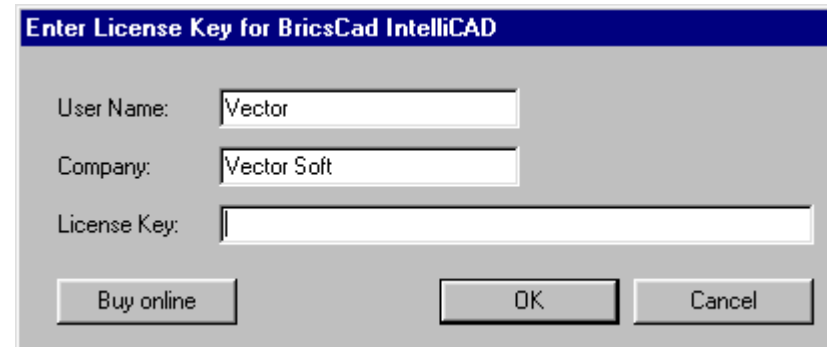 Enter License Key for BricsCad IntelliCAD
User Name: Vector
Company: Vector Soft
License Key:
Buy online OK Cancel